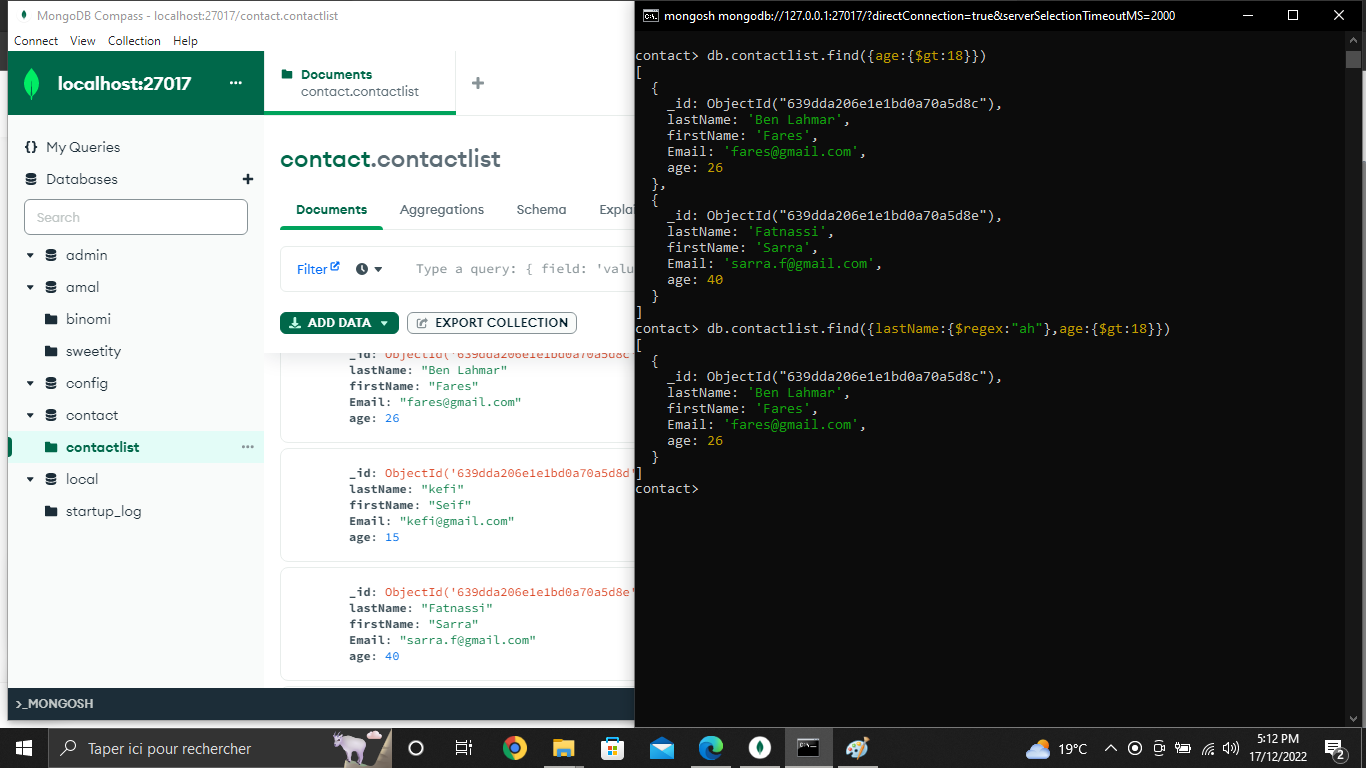 MongoDB Compass - localhost:27017/contact.contactlist
Connect View Collection Help
localhost:27017
...
Documents
contact.contactlist
+
{} My Queries
Databases
+
Search
admin
amal
binomi
sweetity
config
contact
contactlist
...
local
startup_log
contact.contactlist
Documents Aggregations Schema Explai
Filter
Type a query: { field: 'valu
ADD DATA
EXPORT COLLECTION
_id: ObjectId('639dda206e1e1bd0a70a5d8c'
lastName: "Ben Lahmar"
firstName: "Fares"
Email: "fares@gmail.com"
age: 26
_id: ObjectId('639dda206e1e1bd0a70a5d8d'
lastName: "kefi"
firstName: "Seif"
Email: "kefi@gmail.com"
age: 15
_id: ObjectId('639dda206e1e1bd0a70a5d8e'
lastName: "Fatnassi"
firstName: "Sarra"
Email: "sarra.f@gmail.com"
age: 40
>_MONGOSH
mongosh mongodb://127.0.0.1:27017/?directConnection=true&serverSelectionTimeoutMS=2000
contact> db.contactlist.find({age:{$gt:18}})
[
  {
    _id: ObjectId("639dda206e1e1bd0a70a5d8c"),
    lastName: 'Ben Lahmar',
    firstName: 'Fares',
    Email: 'fares@gmail.com',
    age: 26
  },
  {
    _id: ObjectId("639dda206e1e1bd0a70a5d8e"),
    lastName: 'Fatnassi',
    firstName: 'Sarra',
    Email: 'sarra.f@gmail.com',
    age: 40
  }
]
contact> db.contactlist.find({lastName:{$regex:"ah"},age:{$gt:18}})
[
  {
    _id: ObjectId("639dda206e1e1bd0a70a5d8c"),
    lastName: 'Ben Lahmar',
    firstName: 'Fares',
    Email: 'fares@gmail.com',
    age: 26
  }
]
contact>
Taper ici pour rechercher
19°C
5:12 PM
17/12/2022
2